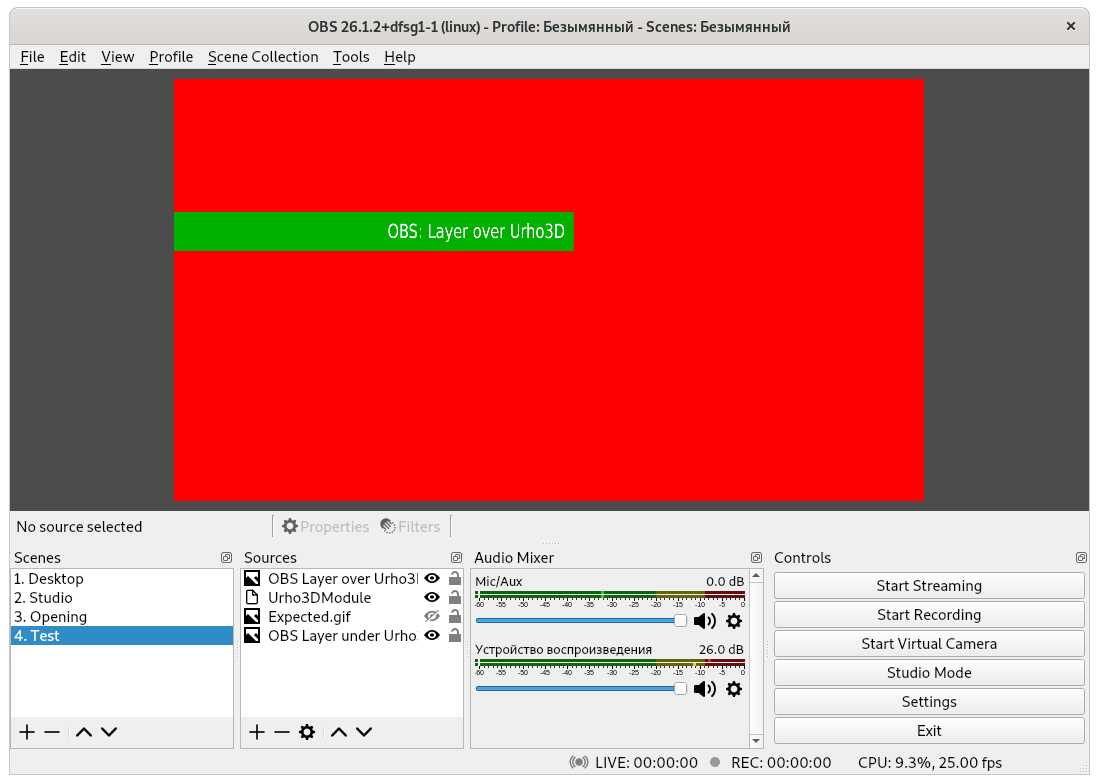 OBS 26.1.2+dfsg1-1 (linux) - Profile: Безымянный - Scenes: Безымянный
File Edit View Profile Scene Collection Tools Help
OBS: Layer over Urho3D
No source selected
Properties Filters
Scenes
1. Desktop
2. Studio
3. Opening
4. Test
Sources
OBS Layer over Urho3
Urho3DModule
Expected.gif
OBS Layer under Urho
Audio Mixer
Mic/Aux 0.0 dB
-60 -55 -50 -45 -40 -35 -30 -25 -20 -15 -10 -5 0
Устройство воспроизведения 26.0 dB
-60 -55 -50 -45 -40 -35 -30 -25 -20 -15 -10 -5 0
Controls
Start Streaming
Start Recording
Start Virtual Camera
Studio Mode
Settings
Exit
LIVE: 00:00:00 REC: 00:00:00 CPU: 9.3%, 25.00 fps